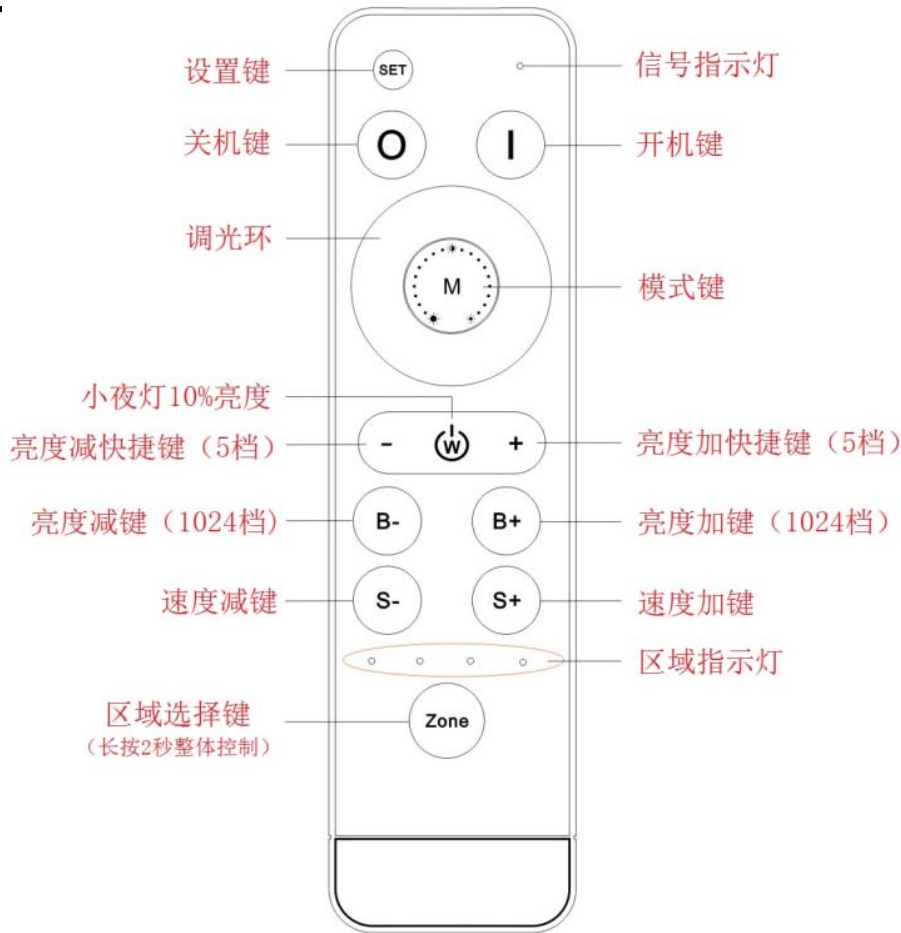 设置键
SET
信号指示灯
关机键
O
I
开机键
调光环
M
模式键
小夜灯10%亮度
亮度减快捷键（5档）
-
W
+
亮度加快捷键（5档）
亮度减键（1024档）
B-
B+
亮度加键（1024档）
速度减键
S-
S+
速度加键
区域指示灯
区域选择键
（长按2秒整体控制）
Zone